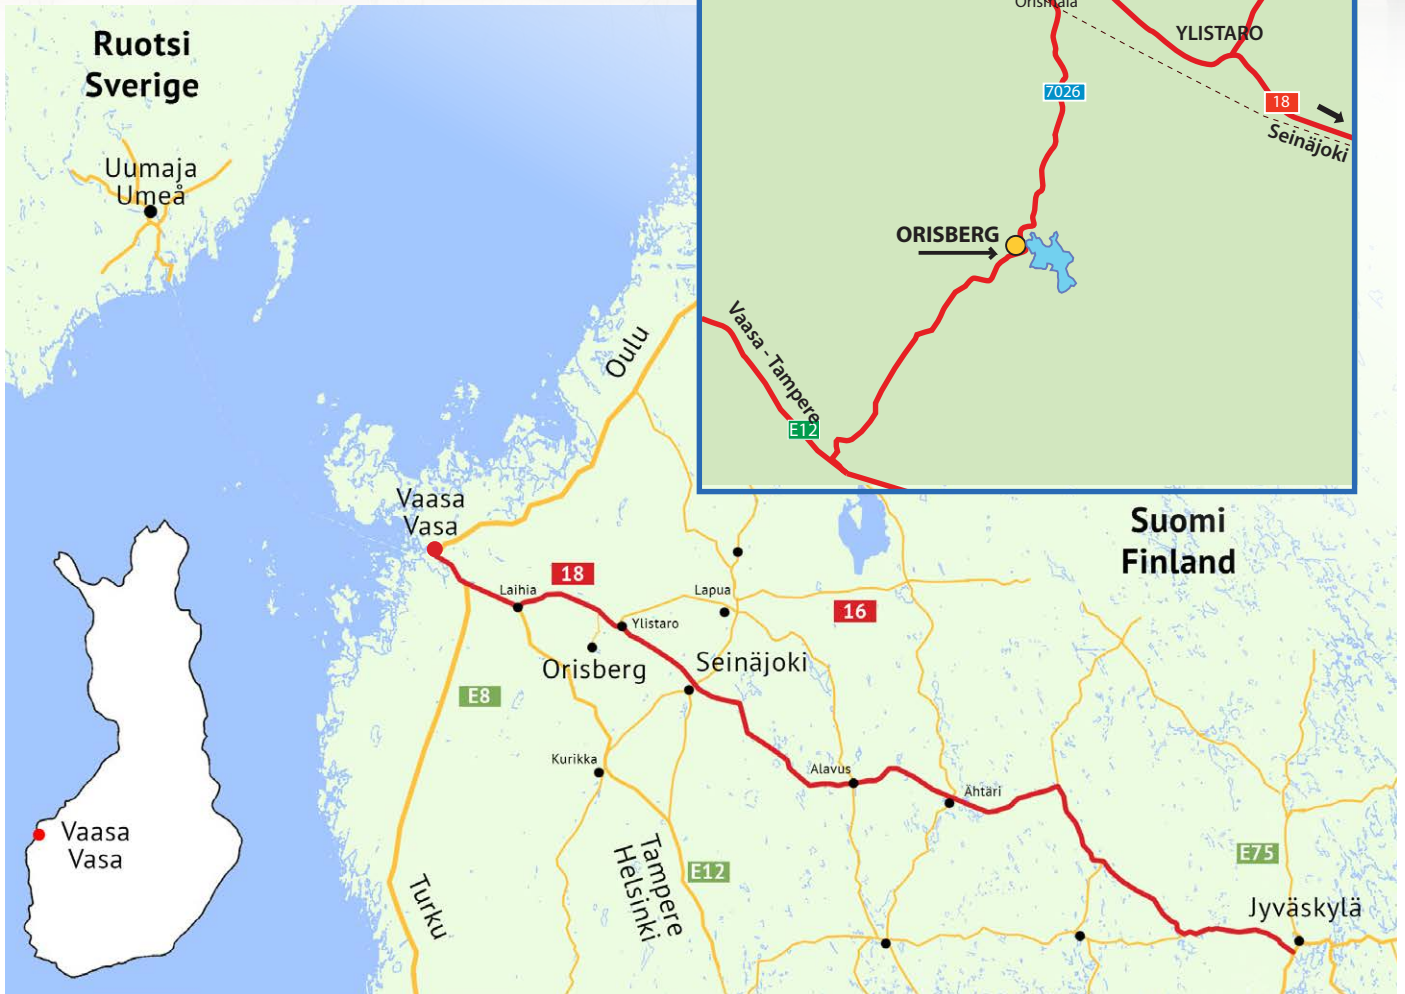 Ruotsi
Sverige
Uumaja
Umeå
Orismala
YLISTARO
7026
18
Seinäjoki
ORISBERG
Vaasa - Tampere
E12
Oulu
Vaasa
Vasa
Suomi
Finland
18
Laihia
Lapua
16
Ylistaro
Orisberg
Seinäjoki
E8
Kurikka
Alavus
Ähtäri
Vaasa
Vasa
Tampere
Helsinki
E12
E75
Turku
Jyväskylä